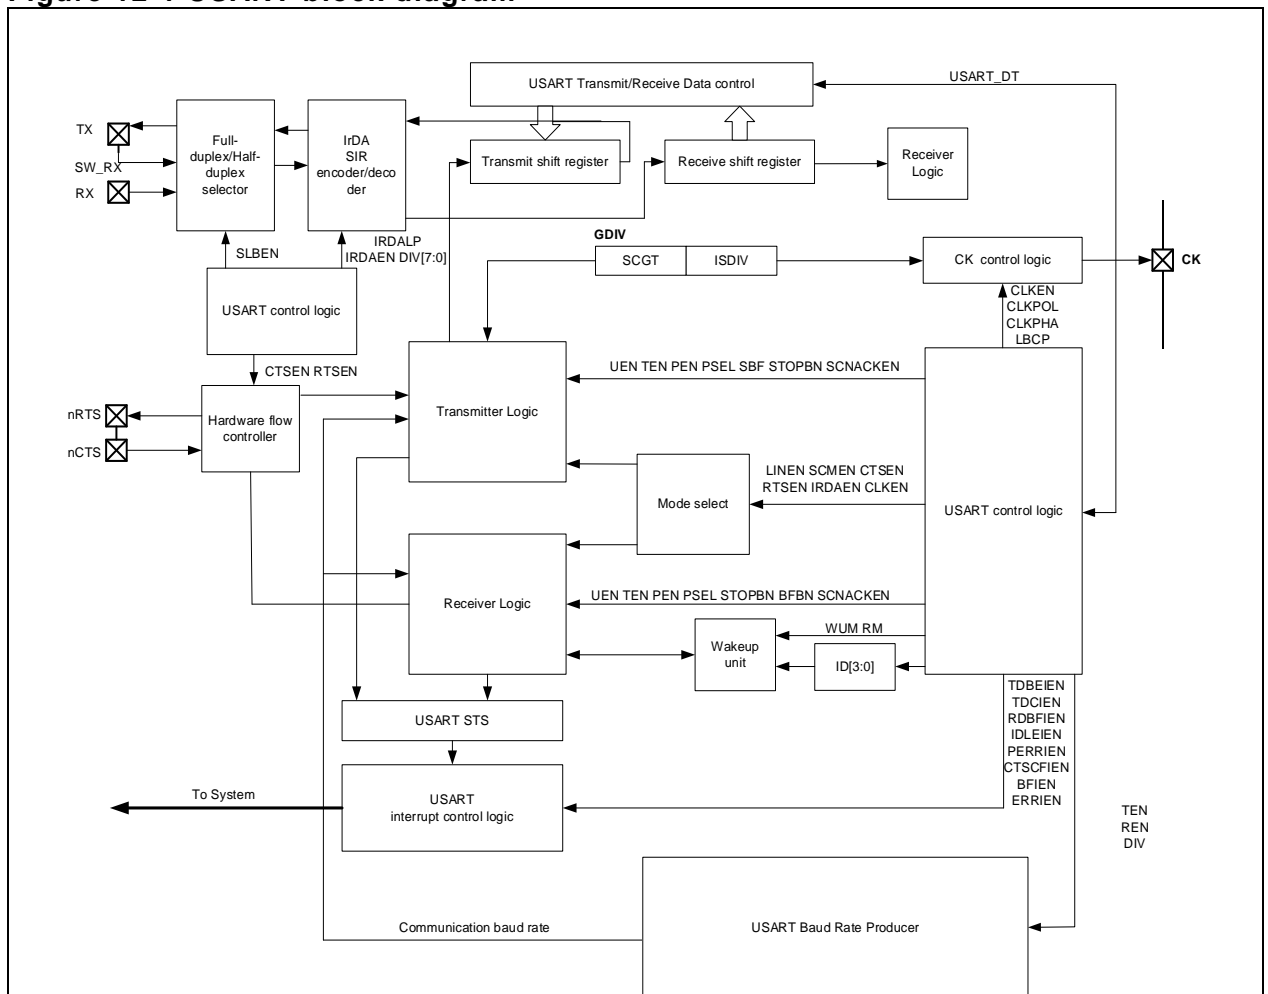 Figure 12-1 USART block diagram
USART Transmit/Receive Data control
USART_DT
TX
SW_RX
RX
Full-
duplex/Half-
duplex
selector
IrDA
SIR
encoder/deco
der
Transmit shift register
Receive shift register
Receiver
Logic
SLBEN
IRDALP
IRDAEN DIV[7:0]
GDIV
SCGT
ISDIV
CK control logic
CK
USART control logic
CLKEN
CLKPOL
CLKPHA
LBCP
CTSEN RTSEN
UEN TEN PEN PSEL SBF STOPBN SCNACKEN
nRTS
nCTS
Hardware flow
controller
Transmitter Logic
Mode select
LINEN SCMEN CTSEN
RTSEN IRDAEN CLKEN
USART control logic
Receiver Logic
UEN TEN PEN PSEL STOPBN BFBN SCNACKEN
WUM RM
Wakeup
unit
ID[3:0]
TDBEIEN
TDCIEN
RDBFIEN
IDLEIEN
PERRIEN
CTSCFIEN
BFIEN
ERRIEN
USART STS
To System
USART
interrupt control logic
TEN
REN
DIV
Communication baud rate
USART Baud Rate Producer